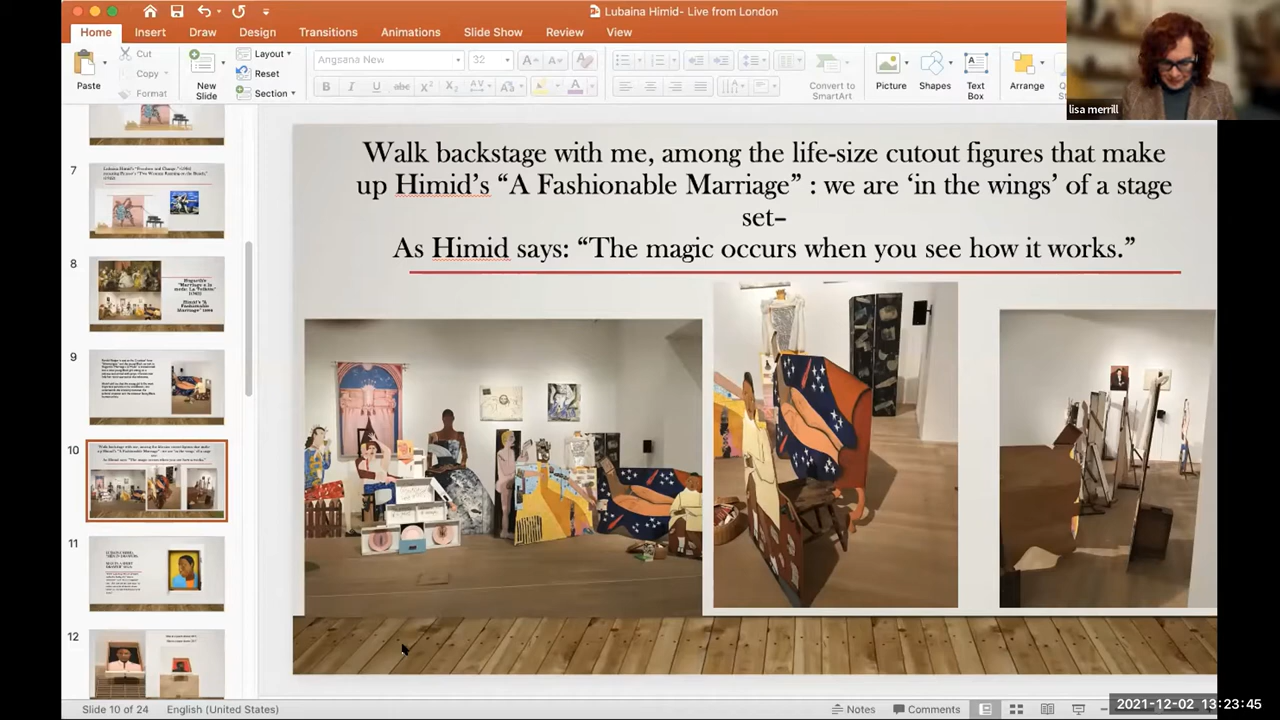 Lubaina Himid- Live from London
Home Insert Draw Design Transitions Animations Slide Show Review View
Paste
Cut
Copy
Format
New Slide
Layout
Reset
Section
Angsana New
32
Convert to SmartArt
Picture
Shapes
Text Box
Arrange
lisa merrill
7
8
9
10
11
12
Hogarth's
Walk backstage with me, among the life-size cutout figures that make
up Himid's “A Fashionable Marriage” : we are ‘in the wings’ of a stage
set–
As Himid says: “The magic occurs when you see how it works.”
Slide 10 of 24
English (United States)
Notes
Comments
2021-12-02 13:23:45